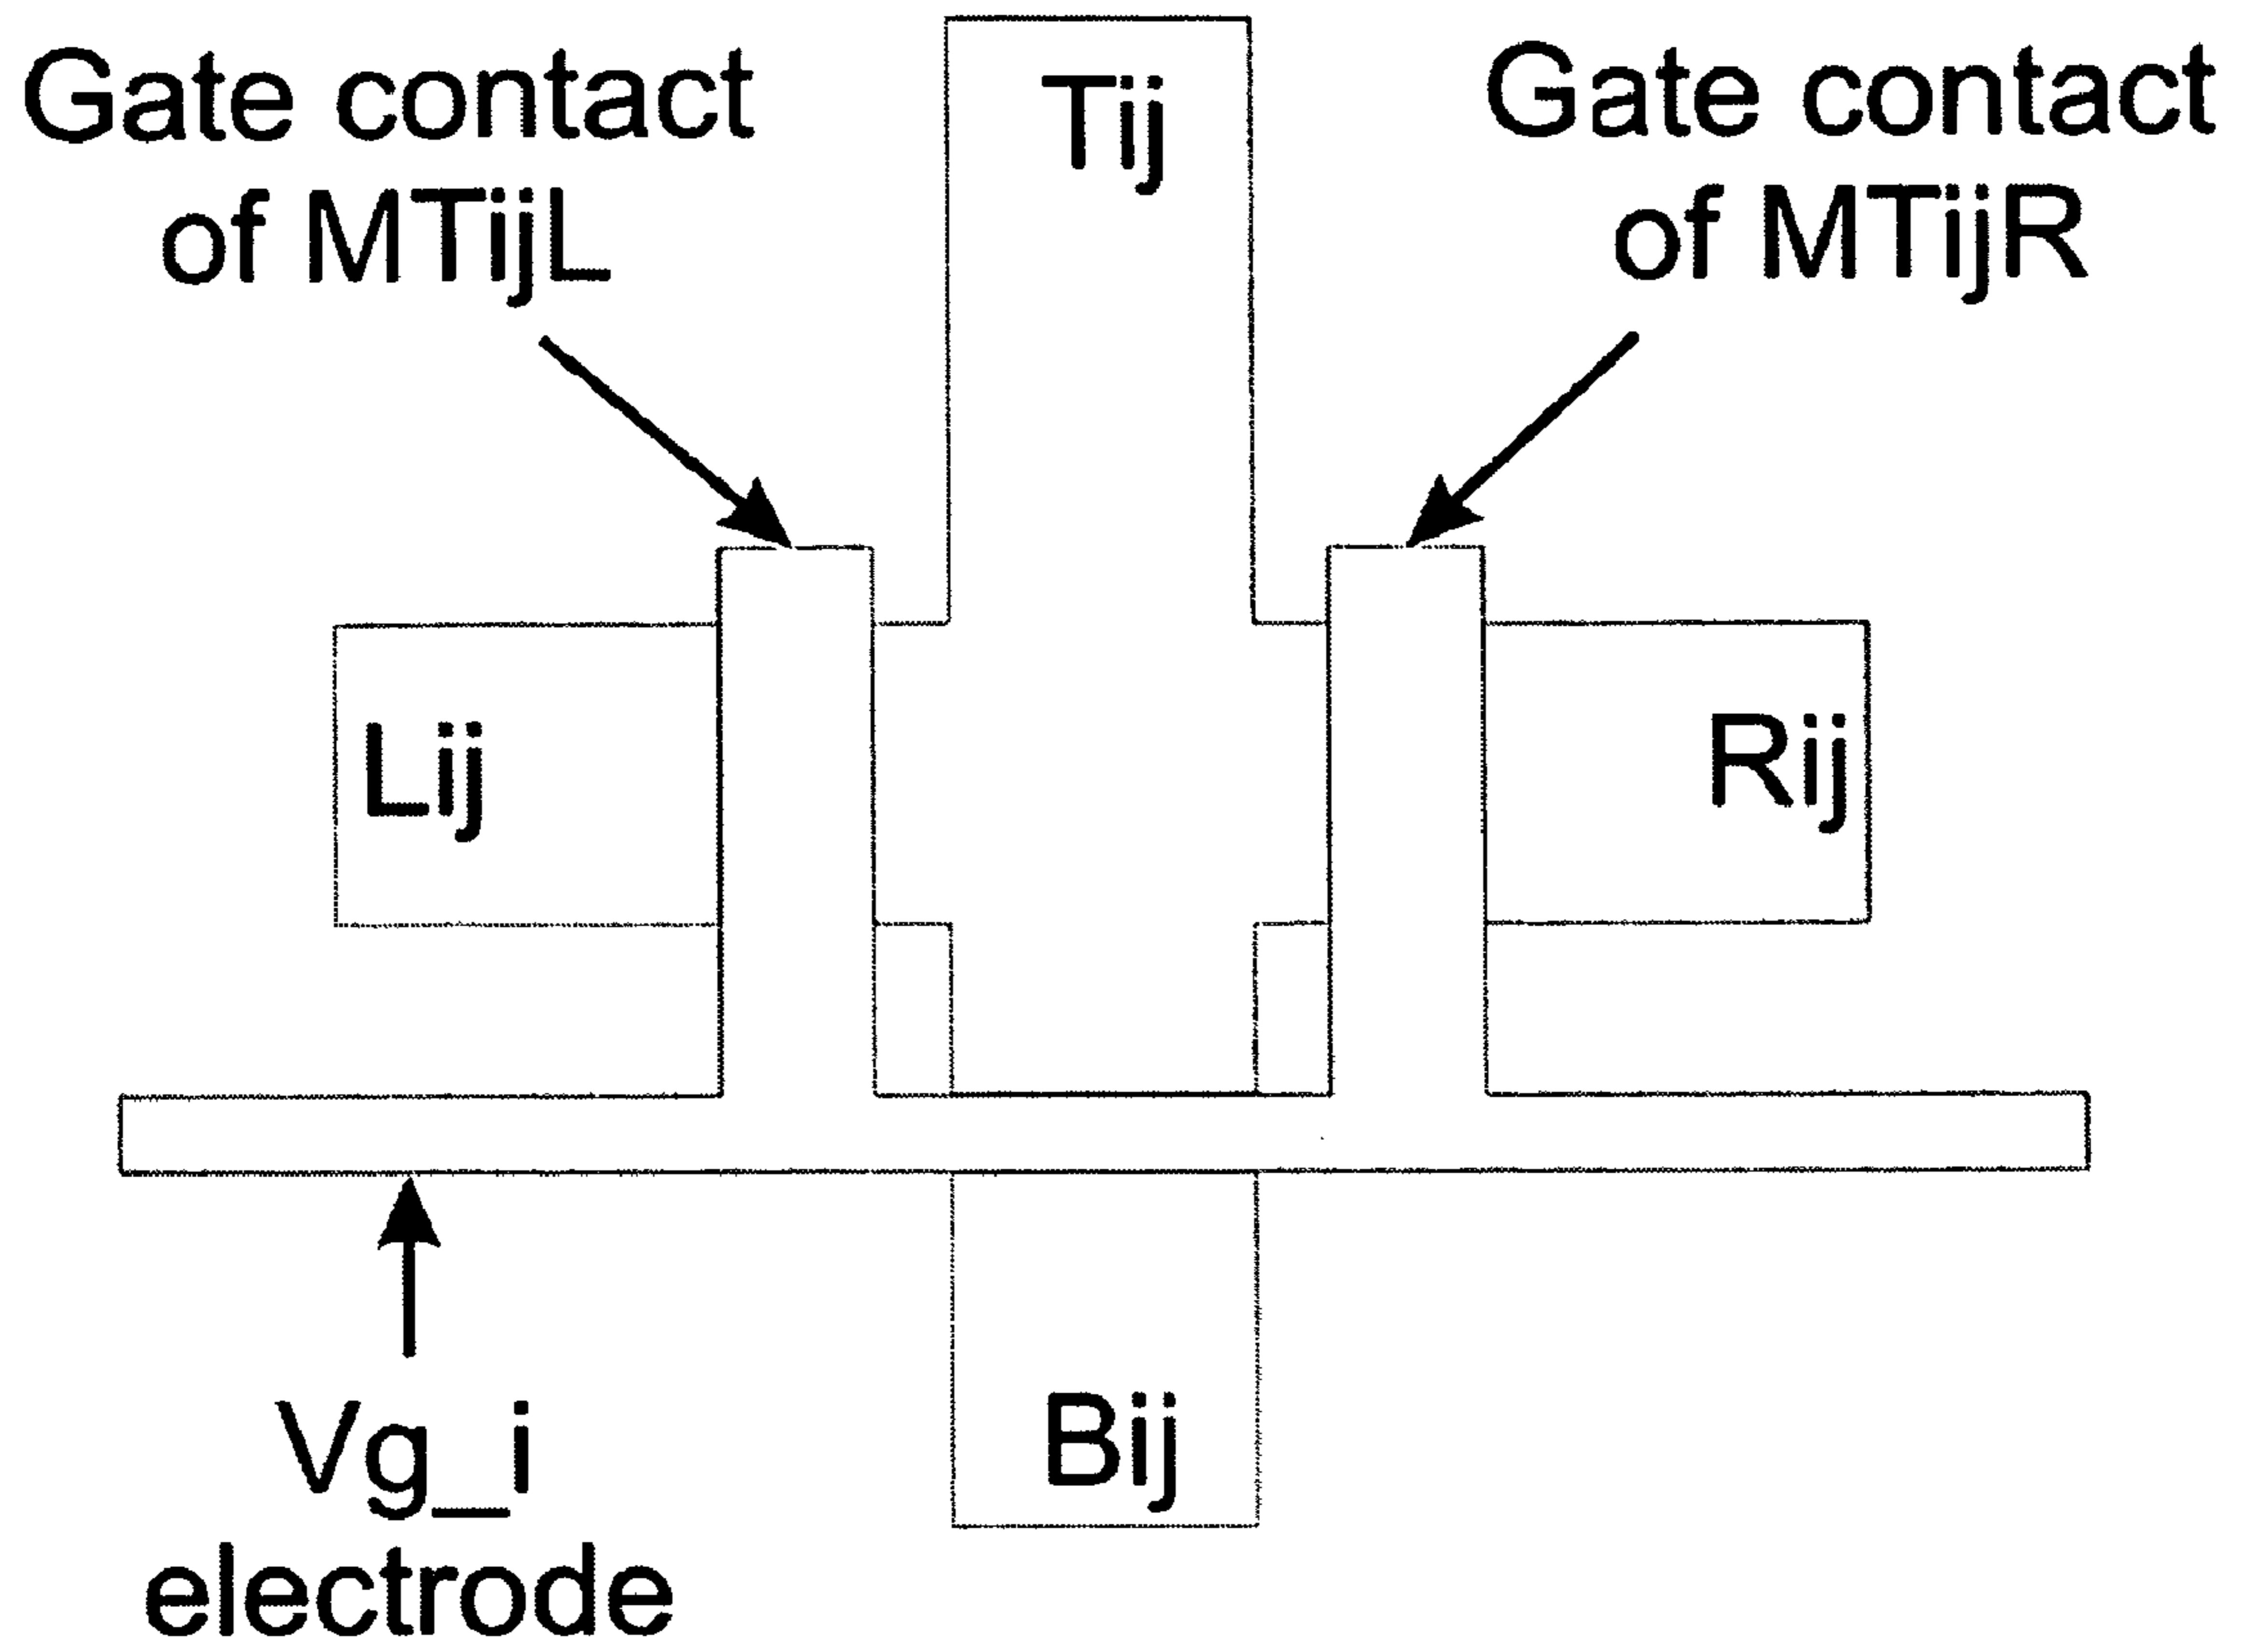 Gate contact
of MTijL
Tij
Gate contact
of MTijR
Lij
Rij
Vg_i
electrode
Bij